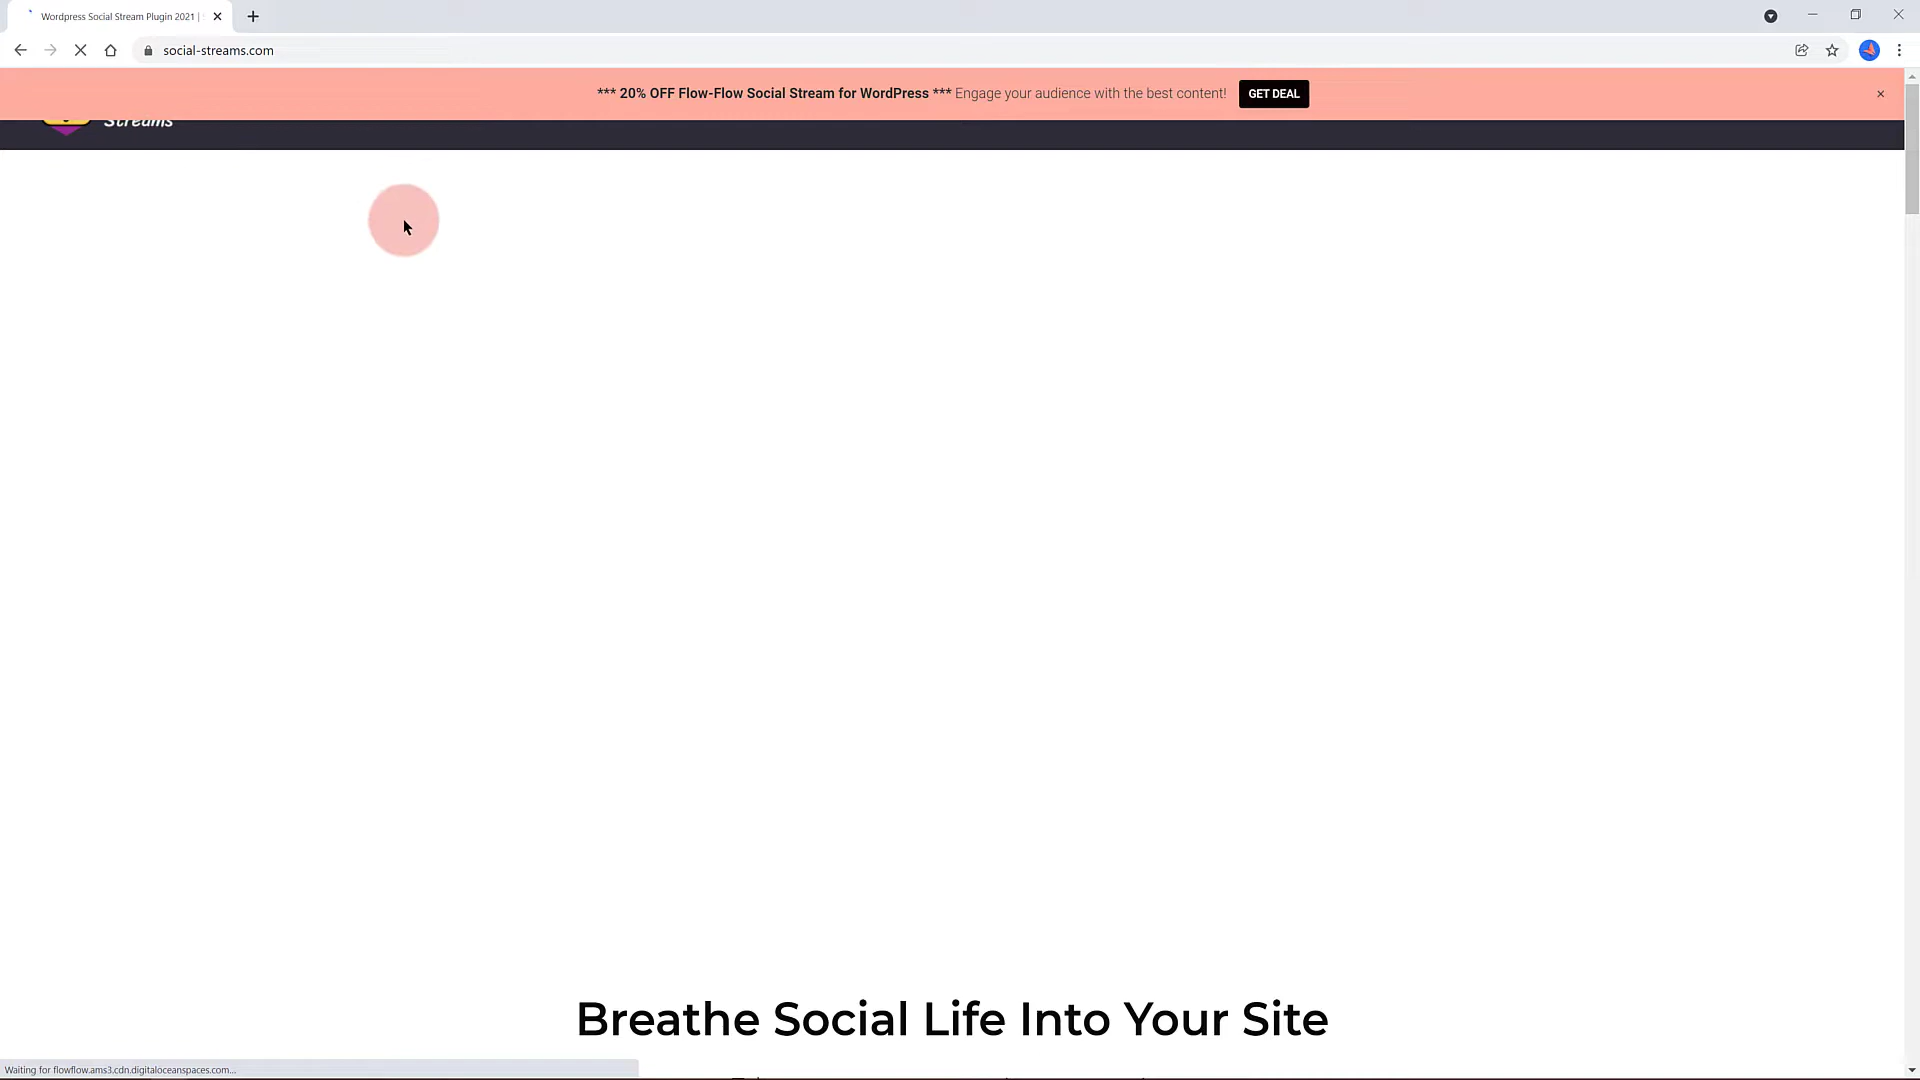 Wordpress Social Stream Plugin 2021 |
social-streams.com
*** 20% OFF Flow-Flow Social Stream for WordPress *** Engage your audience with the best content! GET DEAL
Streams
Breathe Social Life Into Your Site
Waiting for flowflow.ams3.cdn.digitaloceanspaces.com...